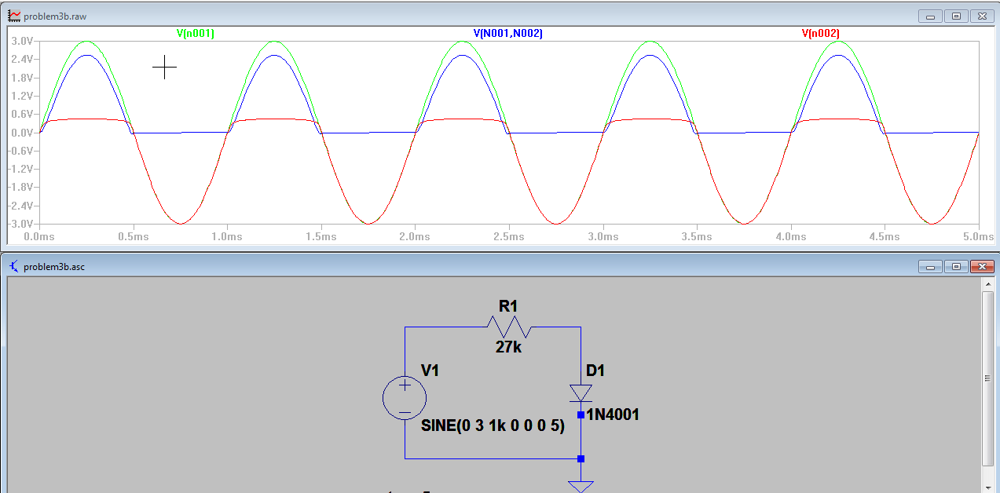 problem3b.raw
V(n001) V(N001,N002) V(n002)
3.0V
2.4V
1.8V
1.2V
0.6V
0.0V
-0.6V
-1.2V
-1.8V
-2.4V
-3.0V
0.0ms 0.5ms 1.0ms 1.5ms 2.0ms 2.5ms 3.0ms 3.5ms 4.0ms 4.5ms 5.0ms
problem3b.asc
R1
27k
V1 D1
1N4001
SINE(0 3 1k 0 0 0 5)